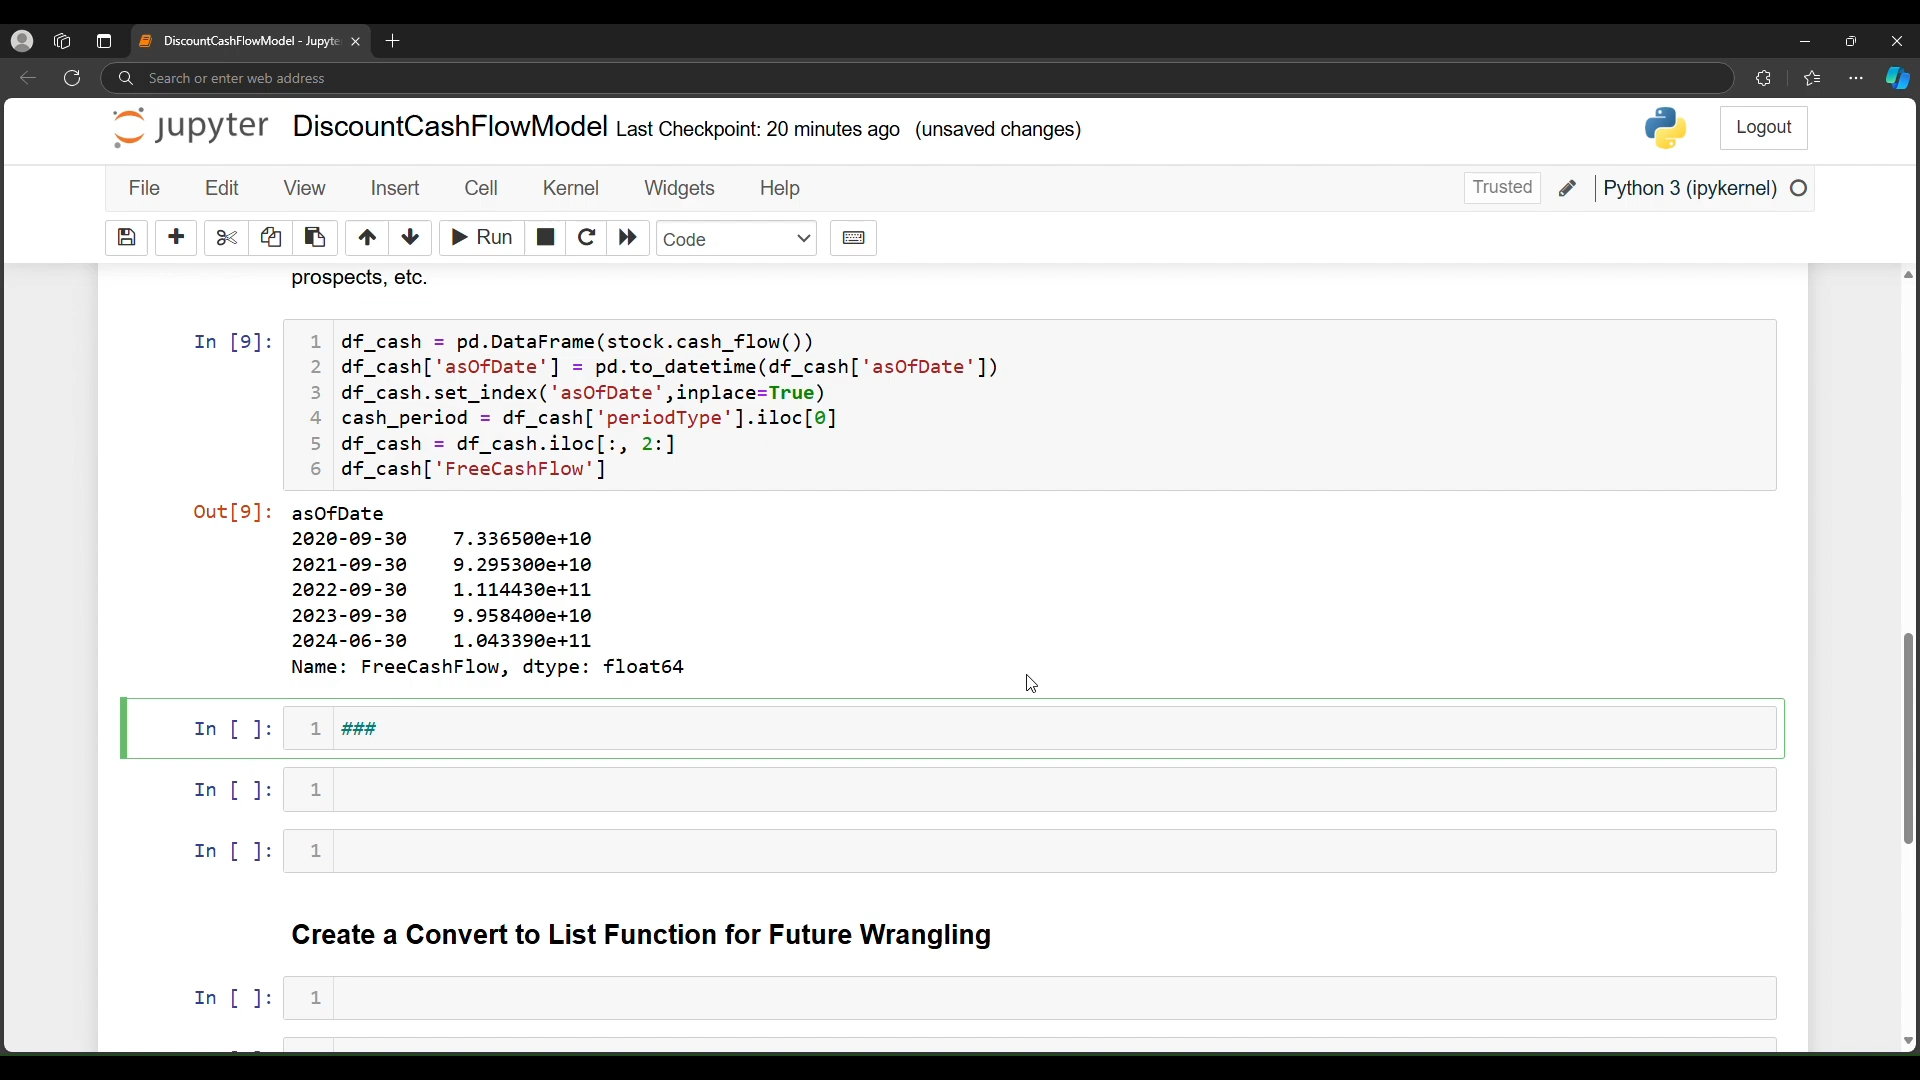 DiscountCashFlowModel - Jupyte
Search or enter web address
jupyter DiscountCashFlowModel Last Checkpoint: 20 minutes ago (unsaved changes)
Logout
File Edit View Insert Cell Kernel Widgets Help
Trusted
Python 3 (ipykernel)
Run
Code
prospects, etc.
In [9]:
1 df_cash = pd.DataFrame(stock.cash_flow())
2 df_cash['asOfDate'] = pd.to_datetime(df_cash['asOfDate'])
3 df_cash.set_index('asOfDate',inplace=True)
4 cash_period = df_cash['periodType'].iloc[0]
5 df_cash = df_cash.iloc[:, 2:]
6 df_cash['FreeCashFlow']
Out[9]: asOfDate
2020-09-30 7.336500e+10
2021-09-30 9.295300e+10
2022-09-30 1.114430e+11
2023-09-30 9.958400e+10
2024-06-30 1.043390e+11
Name: FreeCashFlow, dtype: float64
In [ ]: 1 ###
In [ ]: 1
In [ ]: 1
Create a Convert to List Function for Future Wrangling
In [ ]: 1